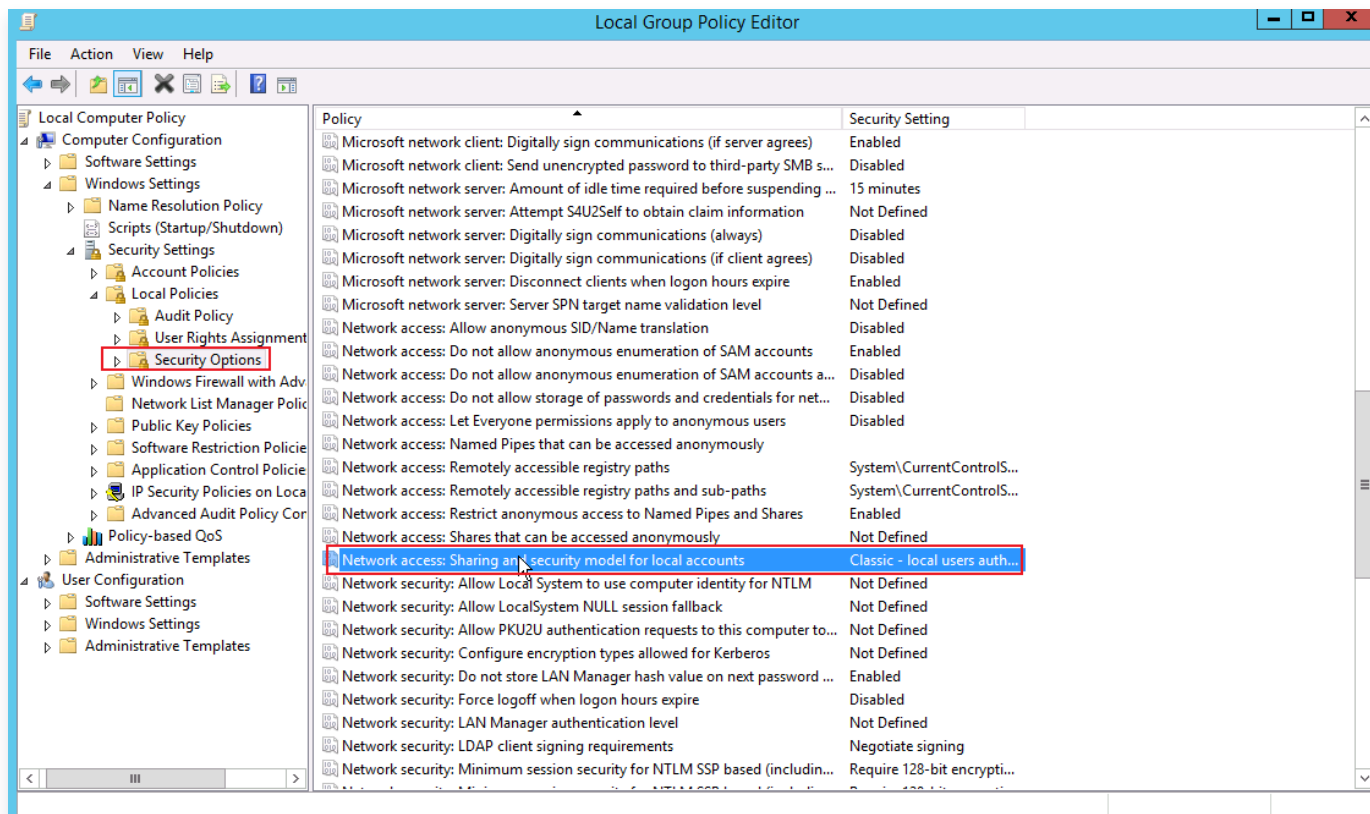 Local Group Policy Editor
File Action View Help
Local Computer Policy
Computer Configuration
Software Settings
Windows Settings
Name Resolution Policy
Scripts (Startup/Shutdown)
Security Settings
Account Policies
Local Policies
Audit Policy
User Rights Assignment
Security Options
Windows Firewall with Adv
Network List Manager Polic
Public Key Policies
Software Restriction Policie
Application Control Policie
IP Security Policies on Loca
Advanced Audit Policy Cor
Policy-based QoS
Administrative Templates
User Configuration
Software Settings
Windows Settings
Administrative Templates
Policy Security Setting
Microsoft network client: Digitally sign communications (if server agrees) Enabled
Microsoft network client: Send unencrypted password to third-party SMB s... Disabled
Microsoft network server: Amount of idle time required before suspending ... 15 minutes
Microsoft network server: Attempt S4U2Self to obtain claim information Not Defined
Microsoft network server: Digitally sign communications (always) Disabled
Microsoft network server: Digitally sign communications (if client agrees) Disabled
Microsoft network server: Disconnect clients when logon hours expire Enabled
Microsoft network server: Server SPN target name validation level Not Defined
Network access: Allow anonymous SID/Name translation Disabled
Network access: Do not allow anonymous enumeration of SAM accounts Enabled
Network access: Do not allow anonymous enumeration of SAM accounts a... Disabled
Network access: Do not allow storage of passwords and credentials for net... Disabled
Network access: Let Everyone permissions apply to anonymous users Disabled
Network access: Named Pipes that can be accessed anonymously
Network access: Remotely accessible registry paths System\CurrentControlS...
Network access: Remotely accessible registry paths and sub-paths System\CurrentControlS...
Network access: Restrict anonymous access to Named Pipes and Shares Enabled
Network access: Shares that can be accessed anonymously Not Defined
Network access: Sharing and security model for local accounts Classic - local users auth...
Network security: Allow Local System to use computer identity for NTLM Not Defined
Network security: Allow LocalSystem NULL session fallback Not Defined
Network security: Allow PKU2U authentication requests to this computer to... Not Defined
Network security: Configure encryption types allowed for Kerberos Not Defined
Network security: Do not store LAN Manager hash value on next password ... Enabled
Network security: Force logoff when logon hours expire Disabled
Network security: LAN Manager authentication level Not Defined
Network security: LDAP client signing requirements Negotiate signing
Network security: Minimum session security for NTLM SSP based (includin... Require 128-bit encrypti...